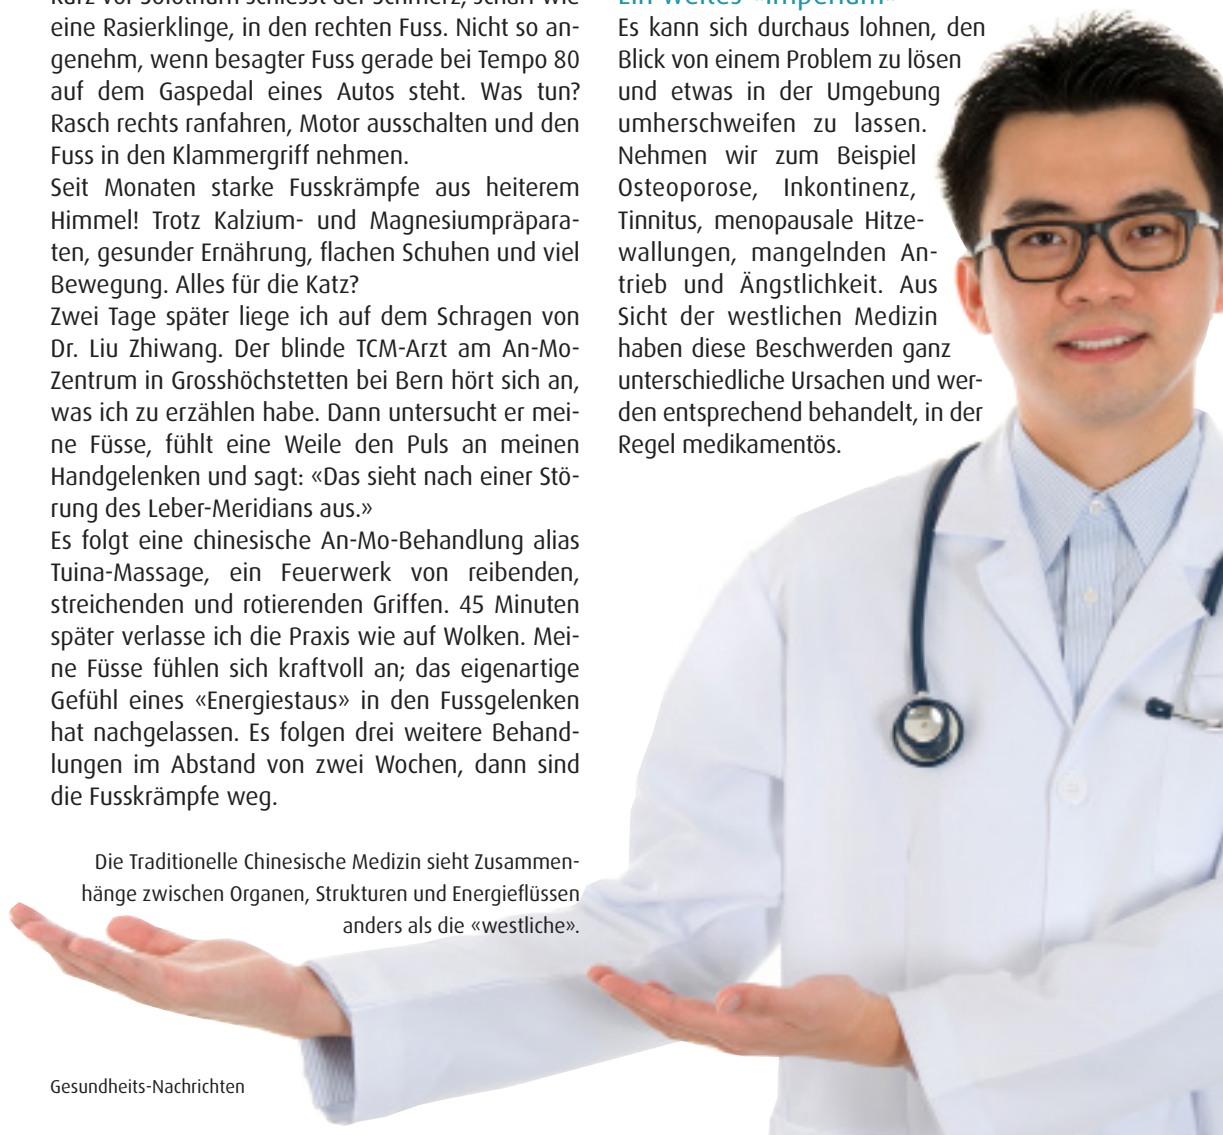 Kurz vor Solothurn schiesst der Schmerz, scharf wie
eine Rasierklinge, in den rechten Fuss. Nicht so an-
genehm, wenn besagter Fuss gerade bei Tempo 80
auf dem Gaspedal eines Autos steht. Was tun?
Rasch rechts ranfahren, Motor ausschalten und den
Fuss in den Klammergriff nehmen.
Seit Monaten starke Fusskrämpfe aus heiterem
Himmel! Trotz Kalzium- und Magnesiumpräpara-
ten, gesunder Ernährung, flachen Schuhen und viel
Bewegung. Alles für die Katz?
Zwei Tage später liege ich auf dem Schragen von
Dr. Liu Zhiwang. Der blinde TCM-Arzt am An-Mo-
Zentrum in Grosshöchstetten bei Bern hört sich an,
was ich zu erzählen habe. Dann untersucht er mei-
ne Füsse, fühlt eine Weile den Puls an meinen
Handgelenken und sagt: «Das sieht nach einer Stö-
rung des Leber-Meridians aus.»
Es folgt eine chinesische An-Mo-Behandlung alias
Tuina-Massage, ein Feuerwerk von reibenden,
streichenden und rotierenden Griffen. 45 Minuten
später verlasse ich die Praxis wie auf Wolken. Mei-
ne Füsse fühlen sich kraftvoll an; das eigenartige
Gefühl eines «Energiestaus» in den Fussgelenken
hat nachgelassen. Es folgen drei weitere Behand-
lungen im Abstand von zwei Wochen, dann sind
die Fusskrämpfe weg.
Die Traditionelle Chinesische Medizin sieht Zusammen-
hänge zwischen Organen, Strukturen und Energieflüssen
anders als die «westliche».
Ein weites «Imperium»
Es kann sich durchaus lohnen, den
Blick von einem Problem zu lösen
und etwas in der Umgebung
umherschweifen zu lassen.
Nehmen wir zum Beispiel
Osteoporose, Inkontinenz,
Tinnitus, menopausale Hitze-
wallungen, mangelnden An-
trieb und Ängstlichkeit. Aus
Sicht der westlichen Medizin
haben diese Beschwerden ganz
unterschiedliche Ursachen und wer-
den entsprechend behandelt, in der
Regel medikamentös.
Gesundheits-Nachrichten